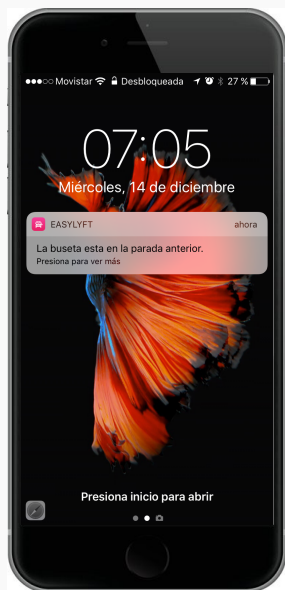 Movistar Desbloqueada 27 %
07:05
Miércoles, 14 de diciembre
EASYLYFT ahora
La buseta esta en la parada anterior.
Presiona para ver más
Presiona inicio para abrir